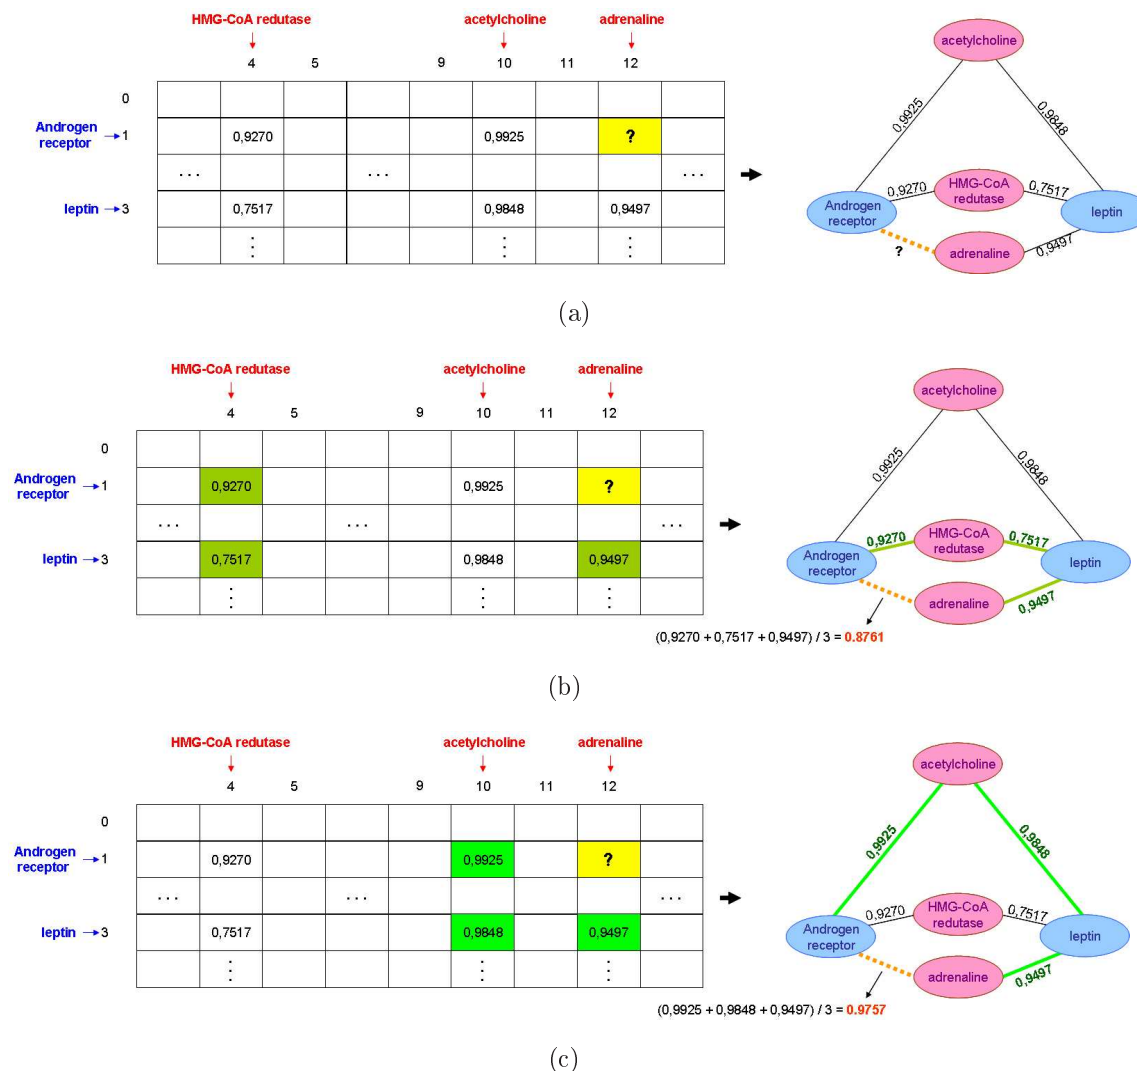 HMG-CoA redutase acetylcholine adrenaline
4 5 9 10 11 12
0
Androgen
receptor 1 0,9270 0,9925 ?
... ... ...
leptin 3 0,7517 0,9848 0,9497
acetylcholine
0,9925 0,9848
0,9270 HMG-CoA
redutase 0,7517
Androgen
receptor leptin
? adrenaline 0,9497
(a)
HMG-CoA redutase acetylcholine adrenaline
4 5 9 10 11 12
0
Androgen
receptor 1 0,9270 0,9925 ?
... ... ...
leptin 3 0,7517 0,9848 0,9497
acetylcholine
0,9925 0,9848
0,9270 HMG-CoA
redutase 0,7517
Androgen
receptor leptin
adrenaline 0,9497
(0,9270 + 0,7517 + 0,9497) / 3 = 0.8761
(b)
HMG-CoA redutase acetylcholine adrenaline
4 5 9 10 11 12
0
Androgen
receptor 1 0,9270 0,9925 ?
... ... ...
leptin 3 0,7517 0,9848 0,9497
acetylcholine
0,9925 0,9848
0,9270 HMG-CoA
redutase 0,7517
Androgen
receptor leptin
adrenaline 0,9497
(0,9925 + 0,9848 + 0,9497) / 3 = 0.9757
(c)